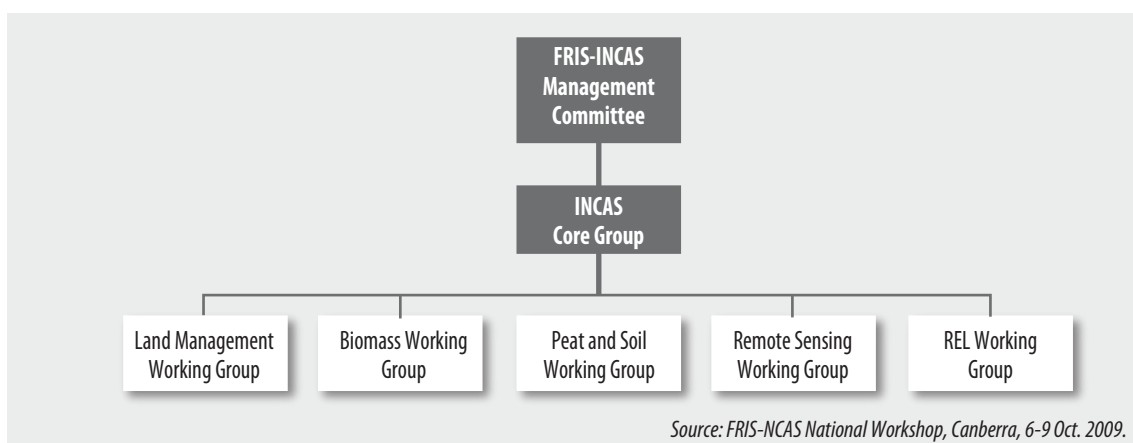 FRIS-INCAS
Management
Committee
INCAS
Core Group
Land Management
Working Group
Biomass Working
Group
Peat and Soil
Working Group
Remote Sensing
Working Group
REL Working
Group
Source: FRIS-NCAS National Workshop, Canberra, 6-9 Oct. 2009.